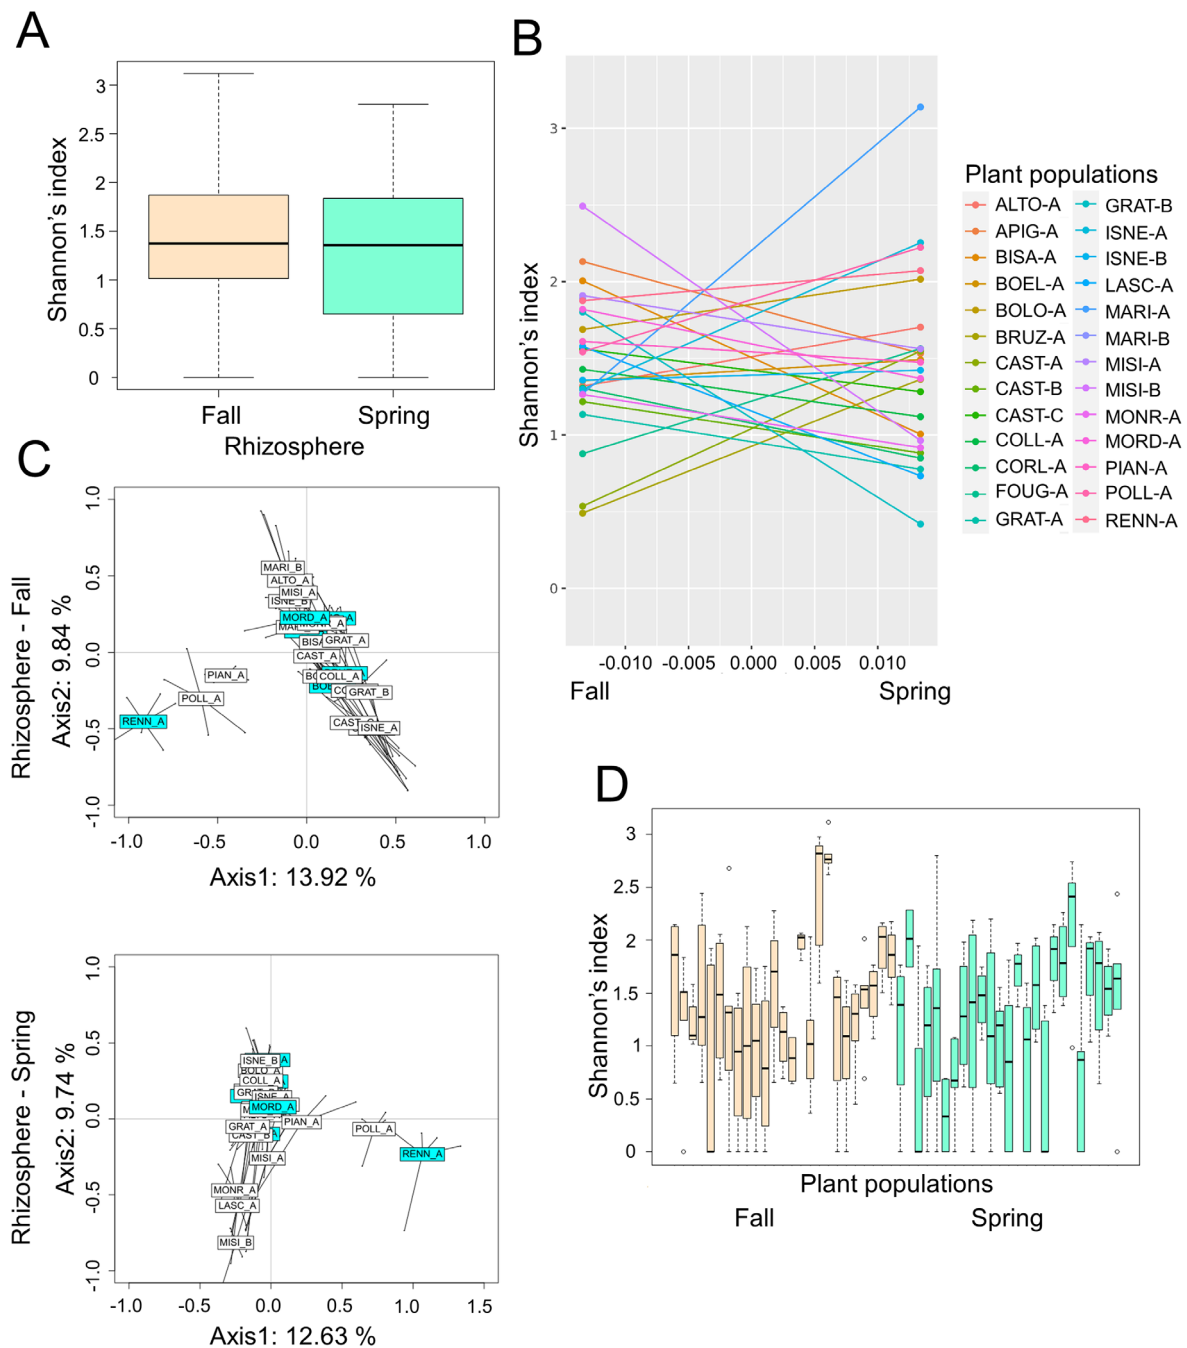 A
3
2.5
2
1.5
1
0.5
0
Shannon's index
Fall
Spring
Rhizosphere
B
3
2
1
0
Shannon's index
-0.010
-0.005
0.000
0.005
0.010
Fall
Spring
Plant populations
ALTO-A
APIG-A
BISA-A
BOEL-A
BOLO-A
BRUZ-A
CAST-A
CAST-B
CAST-C
COLL-A
CORL-A
FOUG-A
GRAT-A
GRAT-B
ISNE-A
ISNE-B
LASC-A
MARI-A
MARI-B
MISI-A
MISI-B
MONR-A
MORD-A
PIAN-A
POLL-A
RENN-A
C
Rhizosphere - Fall
Axis2: 9.84 %
1.0
0.5
0.0
-0.5
-1.0
MARI_B
ALTO_A
MISI_A
ISNE_B
MORD_A
GRAT_A
CAST_A
COLL_A
GRAT_B
ISNE_A
PIAN_A
POLL_A
RENN_A
-1.0
-0.5
0.0
0.5
1.0
Axis1: 13.92 %
Rhizosphere - Spring
Axis2: 9.74 %
1.0
0.5
0.0
-0.5
-1.0
ISNE_B
BOLO_A
COLL_A
ISNE_A
MORD_A
PIAN_A
GRAT_A
CAST_B
POLL_A
RENN_A
MISI_A
MONR_A
LASC_A
MISI_B
-1.0
-0.5
0.0
0.5
1.0
1.5
Axis1: 12.63 %
D
3
2.5
2
1.5
1
0.5
0
Shannon's index
Plant populations
Fall
Spring